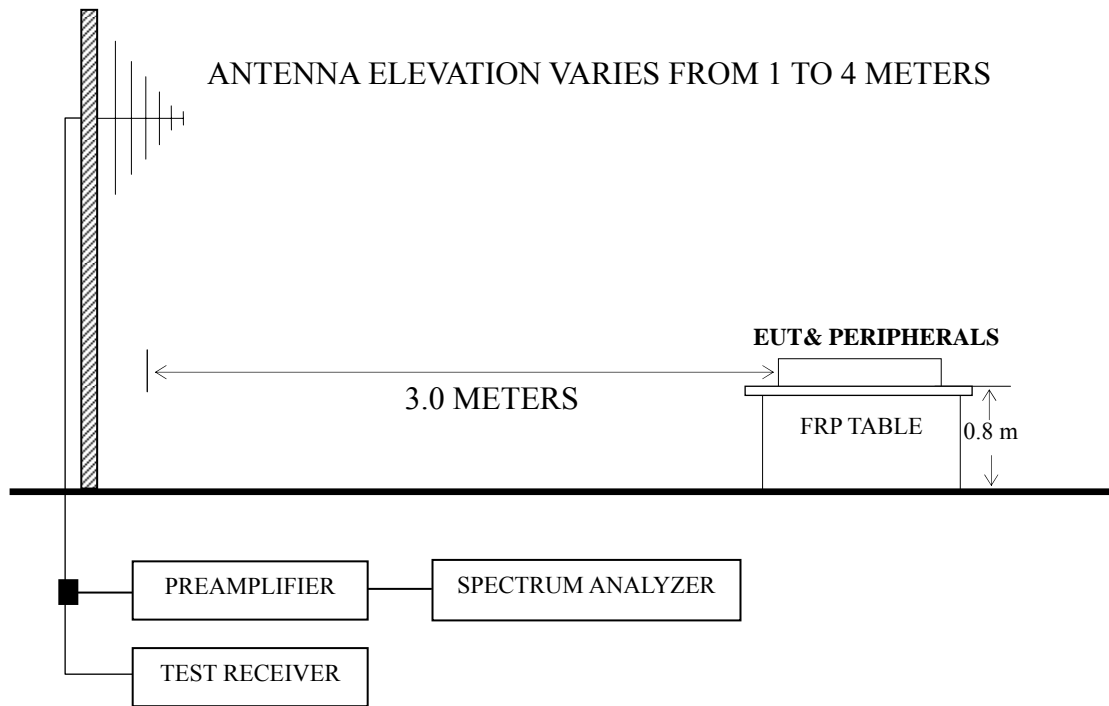 ANTENNA ELEVATION VARIES FROM 1 TO 4 METERS
EUT& PERIPHERALS
3.0 METERS
FRP TABLE
0.8 m
PREAMPLIFIER
SPECTRUM ANALYZER
TEST RECEIVER